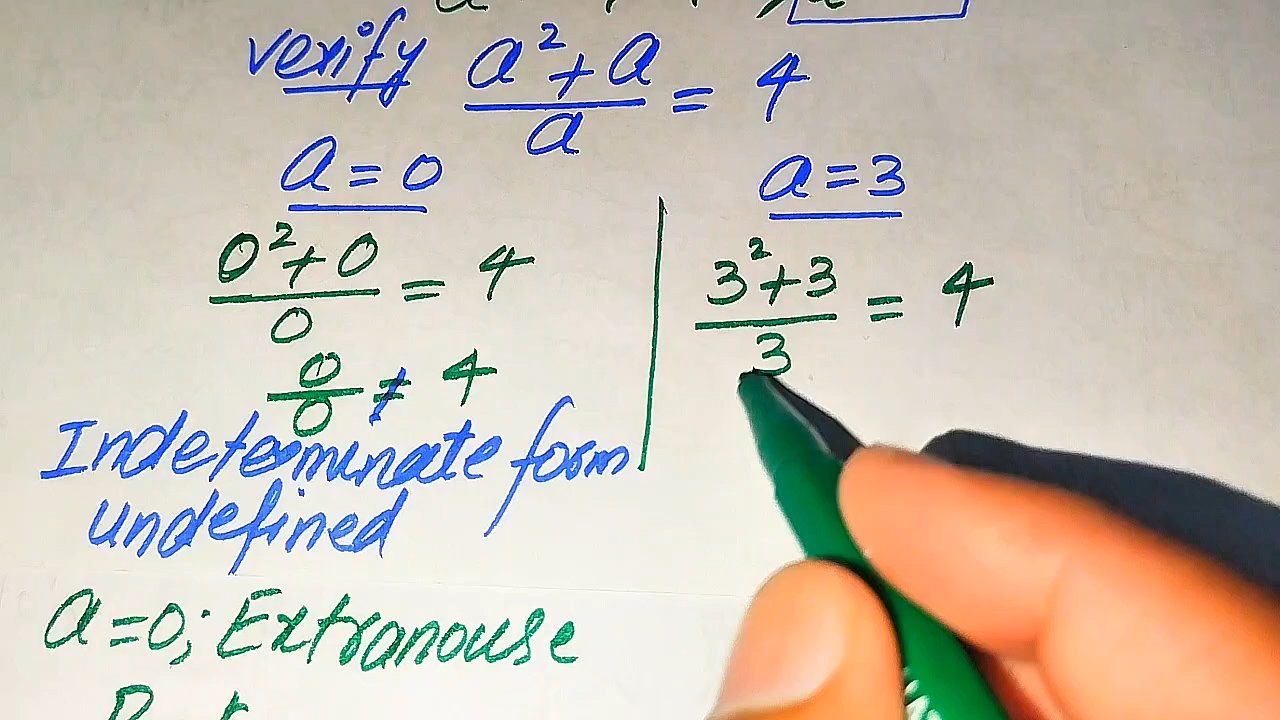 verify a²+a/a = 4
a=0
0²+0/0 = 4
0/0 ≠ 4
Indeterminate form
undefined
a=0; Extranouse
a=3
3²+3/3 = 4